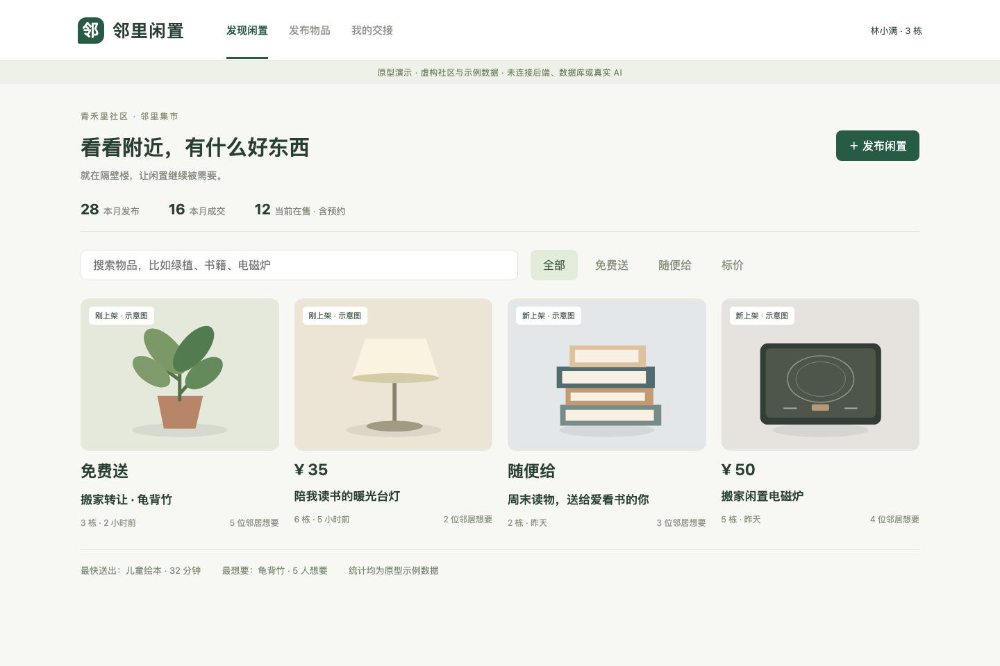 邻 邻里闲置 发现闲置 发布物品 我的交接 林小满 · 3 栋
原型演示 · 虚构社区与示例数据 · 未连接后端、数据库或真实 AI
青禾里社区 · 邻里集市
看看附近，有什么好东西
+ 发布闲置
就在隔壁楼，让闲置继续被需要。
28 本月发布 16 本月成交 12 当前在售 · 含预约
搜索物品，比如绿植、书籍、电磁炉 全部 免费送 随便给 标价
刚上架 · 示意图
免费送
搬家转让 · 龟背竹
3 栋 · 2 小时前 5 位邻居想要
刚上架 · 示意图
¥ 35
陪我读书的暖光台灯
6 栋 · 5 小时前 2 位邻居想要
新上架 · 示意图
随便给
周末读物，送给爱看书的你
2 栋 · 昨天 3 位邻居想要
新上架 · 示意图
¥ 50
搬家闲置电磁炉
5 栋 · 昨天 4 位邻居想要
最快送出：儿童绘本 · 32 分钟 最想要：龟背竹 · 5 人想要 统计均为原型示例数据